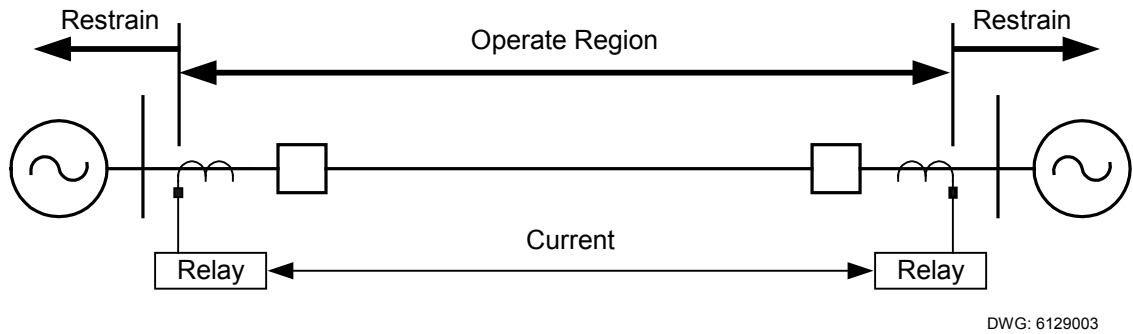 Restrain
Restrain
Operate Region
Current
Relay
Relay
DWG: 6129003